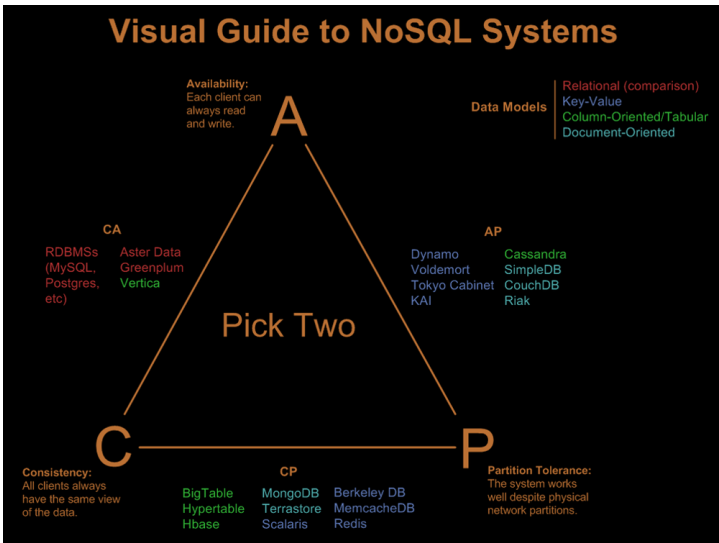 Visual Guide to NoSQL Systems
Availability:
Each client can
always read
and write.
A
Data Models
Relational (comparison)
Key-Value
Column-Oriented/Tabular
Document-Oriented
CA
RDBMSs
(MySQL,
Postgres,
etc)
Aster Data
Greenplum
Vertica
AP
Dynamo
Voldemort
Tokyo Cabinet
KAI
Cassandra
SimpleDB
CouchDB
Riak
Pick Two
C
P
Consistency:
All clients always
have the same view
of the data.
CP
BigTable
Hypertable
Hbase
MongoDB
Terrastore
Scalaris
Berkeley DB
MemcacheDB
Redis
Partition Tolerance:
The system works
well despite physical
network partitions.